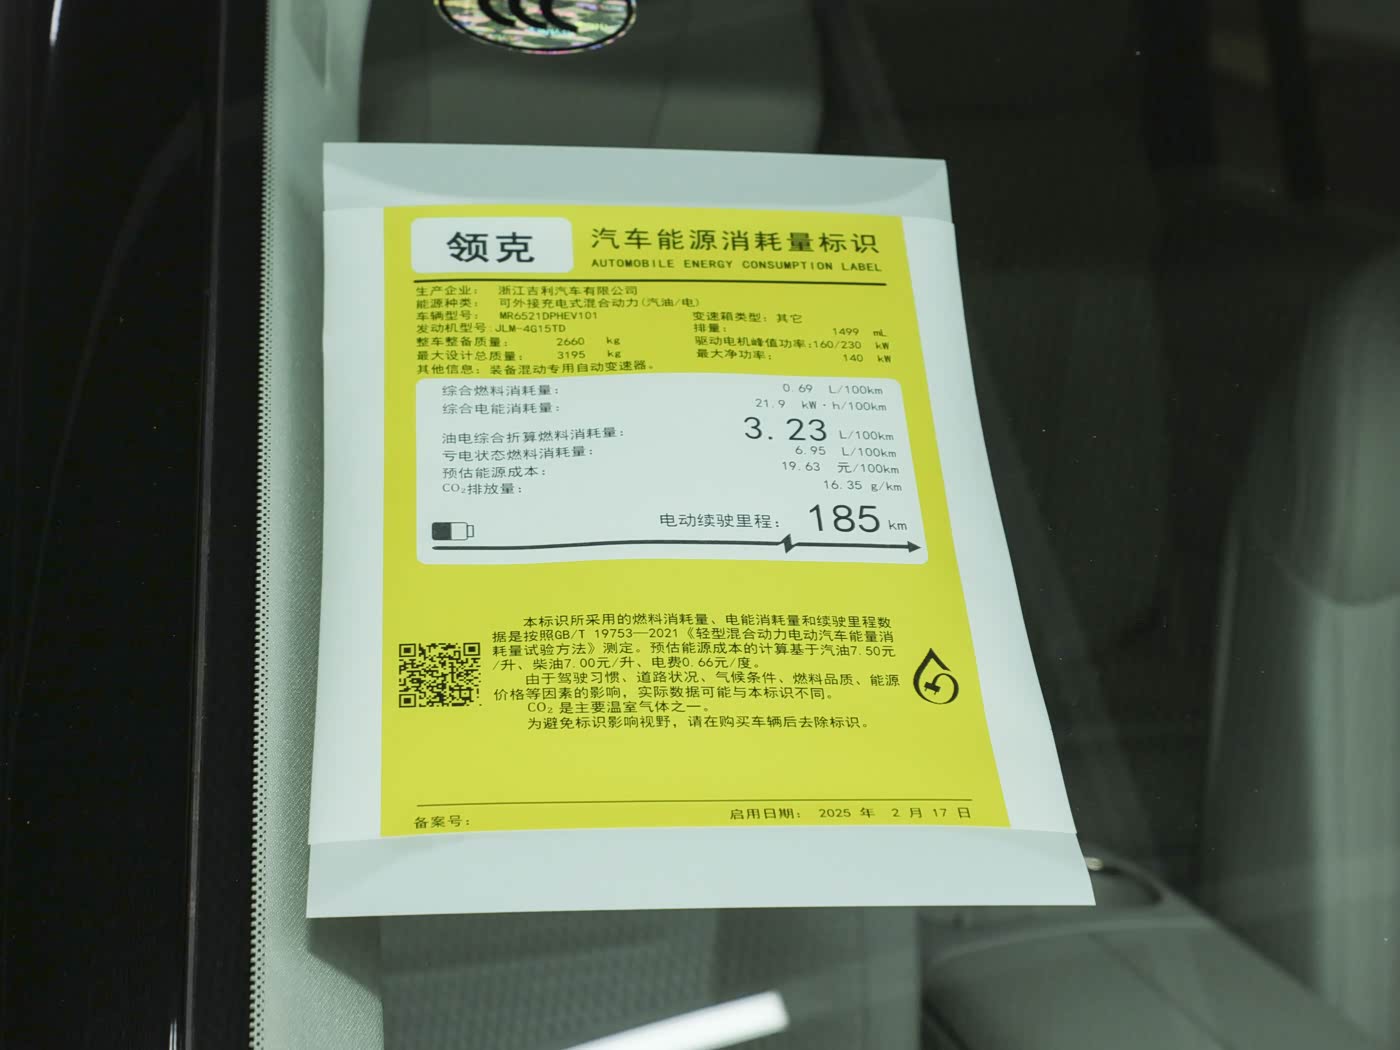 CCC
领克
汽车能源消耗量标识
AUTOMOBILE ENERGY CONSUMPTION LABEL
生产企业： 浙江吉利汽车有限公司
能源种类： 可外接充电式混合动力(汽油/电)
车辆型号： MR6521DPHEV101 变速箱类型：其它
发动机型号:JLM-4G15TD 排量： 1499 mL
整车整备质量： 2660 kg 驱动电机峰值功率:160/230 kW
最大设计总质量： 3195 kg 最大净功率： 140 kW
其他信息：装备混动专用自动变速器。
综合燃料消耗量： 0.69 L/100km
综合电能消耗量： 21.9 kW·h/100km
油电综合折算燃料消耗量： 3.23 L/100km
亏电状态燃料消耗量： 6.95 L/100km
预估能源成本： 19.63 元/100km
CO₂排放量： 16.35 g/km
电动续驶里程： 185 km
本标识所采用的燃料消耗量、电能消耗量和续驶里程数
据是按照GB/T 19753—2021《轻型混合动力电动汽车能量消
耗量试验方法》测定。预估能源成本的计算基于汽油7.50元
/升、柴油7.00元/升、电费0.66元/度。
由于驾驶习惯、道路状况、气候条件、燃料品质、能源
价格等因素的影响，实际数据可能与本标识不同。
CO₂ 是主要温室气体之一。
为避免标识影响视野，请在购买车辆后去除标识。
备案号： 启用日期： 2025 年 2 月 17 日